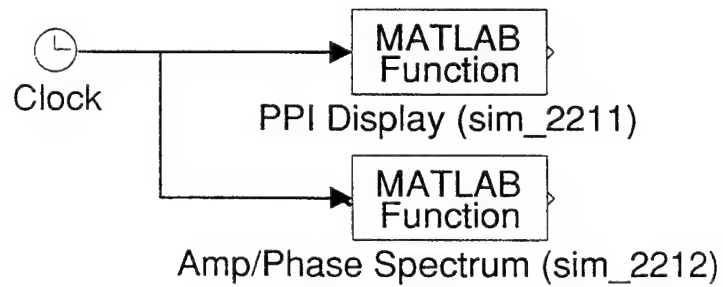 MATLAB
Function
Clock
PPI Display (sim_2211)
MATLAB
Function
Amp/Phase Spectrum (sim_2212)